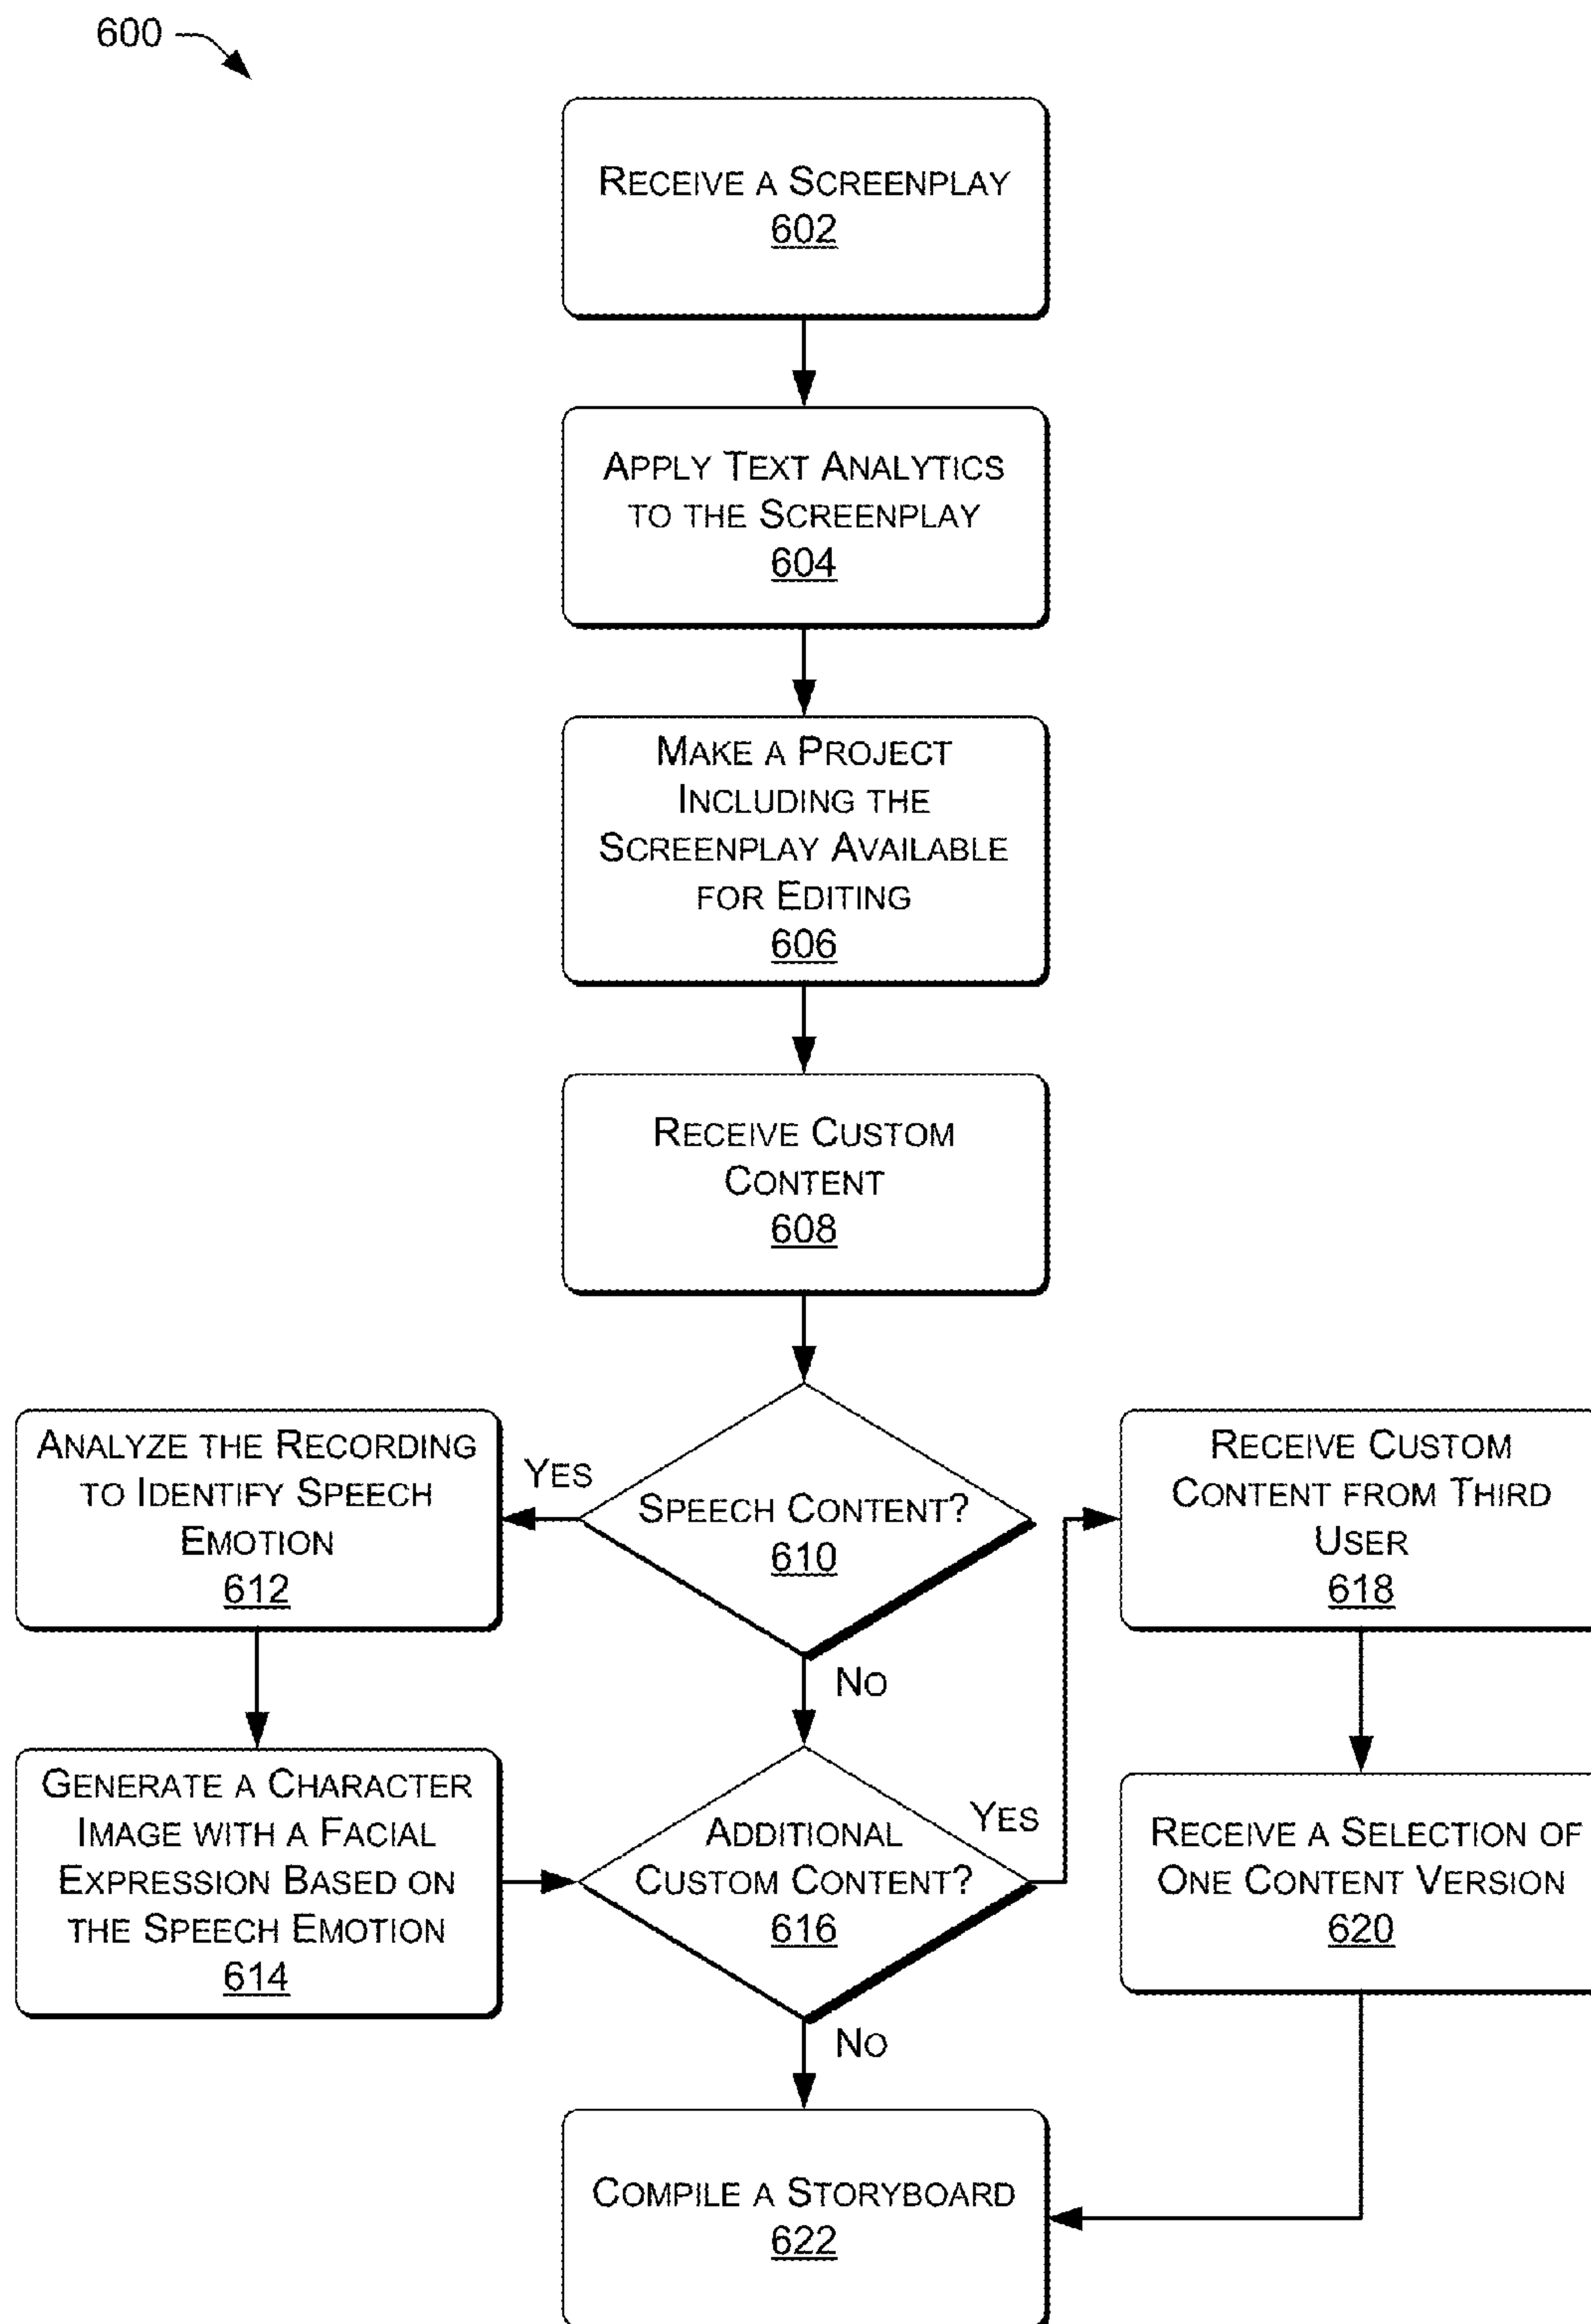 600
RECEIVE A SCREENPLAY
602
APPLY TEXT ANALYTICS
TO THE SCREENPLAY
604
MAKE A PROJECT
INCLUDING THE
SCREENPLAY AVAILABLE
FOR EDITING
606
RECEIVE CUSTOM
CONTENT
608
SPEECH CONTENT?
610
YES
NO
ANALYZE THE RECORDING
TO IDENTIFY SPEECH
EMOTION
612
GENERATE A CHARACTER
IMAGE WITH A FACIAL
EXPRESSION BASED ON
THE SPEECH EMOTION
614
ADDITIONAL
CUSTOM CONTENT?
616
YES
NO
RECEIVE CUSTOM
CONTENT FROM THIRD
USER
618
RECEIVE A SELECTION OF
ONE CONTENT VERSION
620
COMPILE A STORYBOARD
622